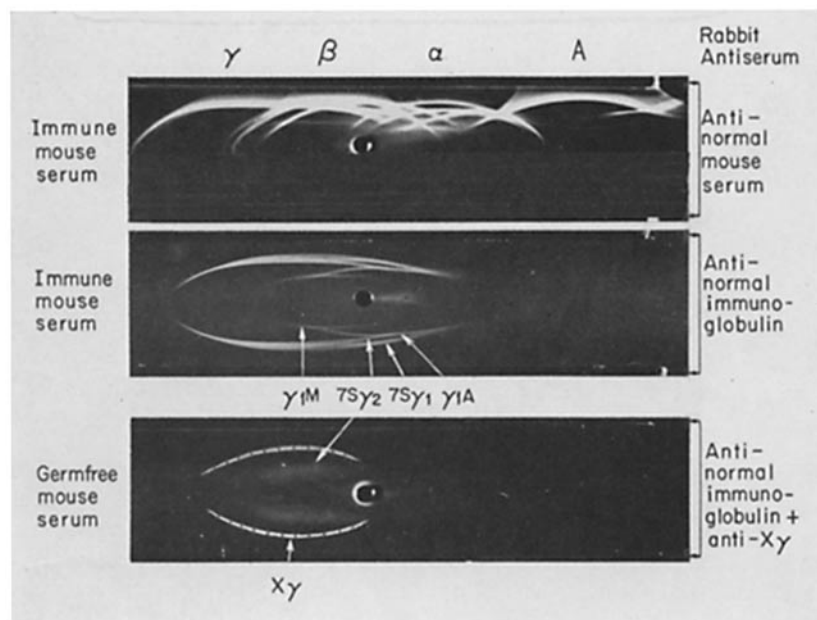 γ β α A
Rabbit
Antiserum
Immune
mouse
serum
Anti-
normal
mouse
serum
Immune
mouse
serum
Anti-
normal
immuno-
globulin
γ₁M 7Sγ₂ 7Sγ₁ γ₁A
Germfree
mouse
serum
Anti-
normal
immuno-
globulin +
anti-Xγ
Xγ